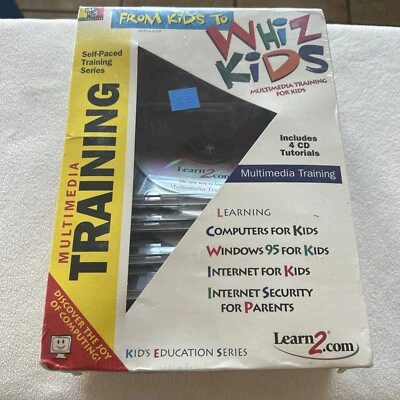 FROM KIDS TO
WHIZ
KIDS
MULTIMEDIA TRAINING
FOR KIDS
Self-Paced
Training
Series
MULTIMEDIA
TRAINING
Includes
4 CD
Tutorials
Learn2.com
Multimedia Training
LEARNING
COMPUTERS FOR KIDS
WINDOWS 95 FOR KIDS
INTERNET FOR KIDS
INTERNET SECURITY
FOR PARENTS
DISCOVER THE JOY
OF COMPUTING!
KID'S EDUCATION SERIES
Learn2.com